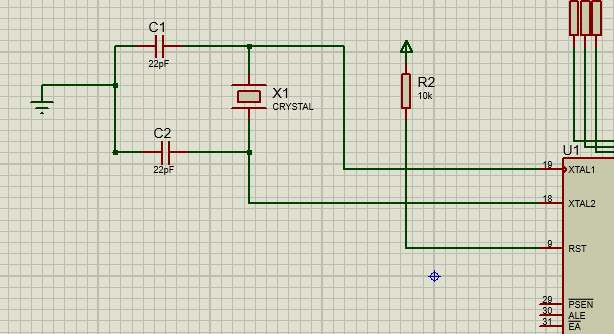 C1
22pF
X1
CRYSTAL
R2
10k
C2
22pF
U1
19
XTAL1
18
XTAL2
9
RST
29
PSEN
30
ALE
31
EA